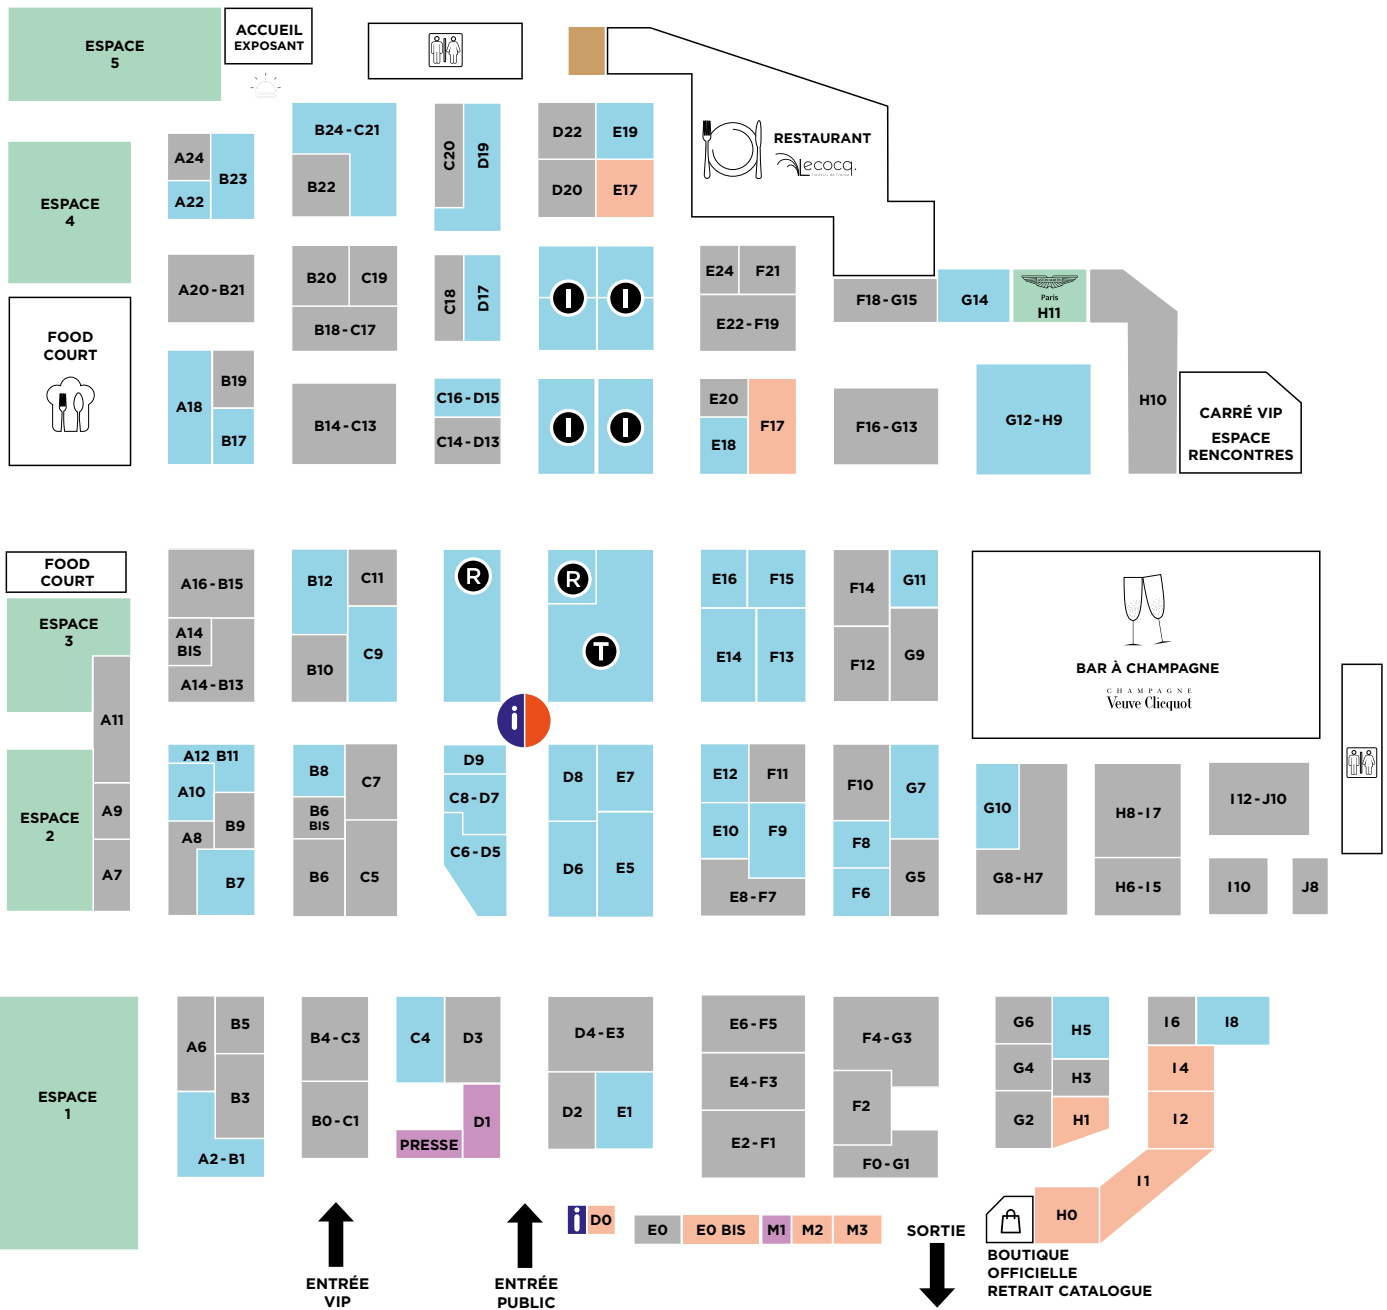 ESPACE
5
ACCUEIL
EXPOSANT
RESTAURANT
Lecocq.
ESPACE
4
A24
A22
B23
B24 - C21
B22
C20
D19
D22
E19
D20
E17
A20 - B21
B20
C19
B18 - C17
C18
D17
I
I
E24
F21
E22 - F19
F18 - G15
G14
Paris
H11
H10
FOOD
COURT
A18
B19
B17
B14 - C13
C16 - D15
C14 - D13
I
I
E20
E18
F17
F16 - G13
G12 - H9
CARRÉ VIP
ESPACE
RENCONTRES
FOOD
COURT
ESPACE
3
A11
A16 - B15
A14
BIS
A14 - B13
B12
C11
B10
C9
R
R
T
E16
F15
E14
F13
F14
G11
F12
G9
BAR À CHAMPAGNE
CHAMPAGNE
Veuve Clicquot
i
ESPACE
2
A9
A7
A12 B11
A10
B9
A8
B7
B8
B6
BIS
B6
C7
C5
D9
C8 - D7
C6 - D5
D8
E7
D6
E5
E12
F11
E10
F9
E8 - F7
F10
G7
F8
F6
G5
G10
G8 - H7
H8 - I7
H6 - I5
I12 - J10
I10
J8
ESPACE
1
A6
B5
B3
A2 - B1
B4 - C3
B0 - C1
C4
D3
D1
PRESSE
D4 - E3
D2
E1
E6 - F5
E4 - F3
E2 - F1
F4 - G3
F2
F0 - G1
G6
H5
G4
H3
G2
H1
I6
I8
I4
I2
I1
H0
i
D0
E0
E0 BIS
M1
M2
M3
SORTIE
ENTRÉE
VIP
ENTRÉE
PUBLIC
BOUTIQUE
OFFICIELLE
RETRAIT CATALOGUE